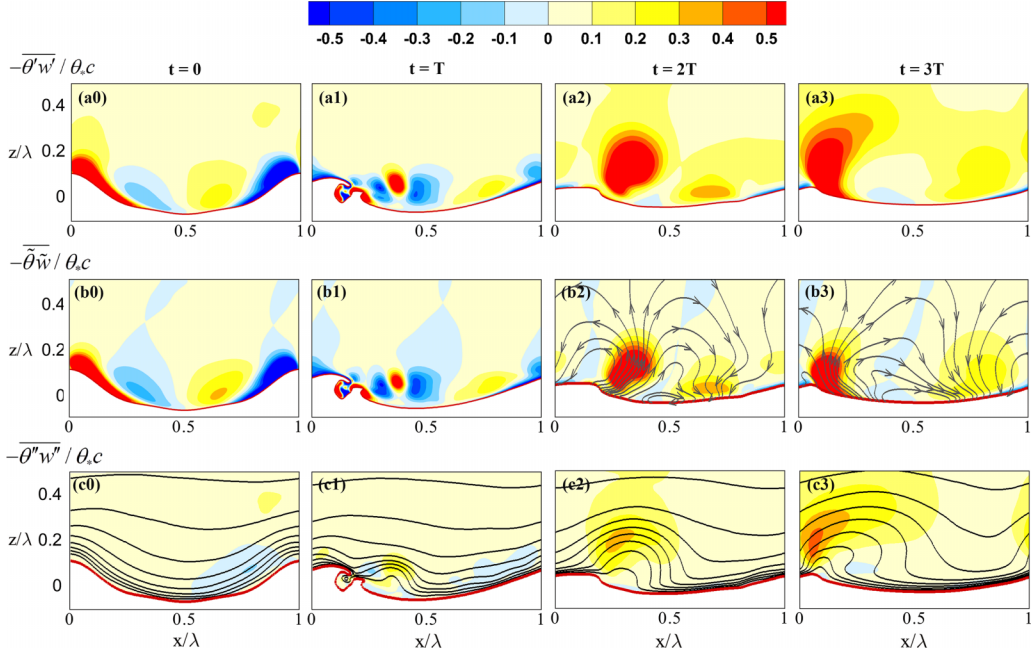 -0.5 -0.4 -0.3 -0.2 -0.1 0 0.1 0.2 0.3 0.4 0.5
−θ′w′ / θ*c t = 0 t = T t = 2T t = 3T
(a0) (a1) (a2) (a3)
0.4
z/λ 0.2
0
0 0.5 1 0 0.5 1 0 0.5 1 0 0.5 1
−θ̃w̃ / θ*c
(b0) (b1) (b2) (b3)
0.4
z/λ 0.2
0
0 0.5 1 0 0.5 1 0 0.5 1 0 0.5 1
−θ″w″ / θ*c
(c0) (c1) (c2) (c3)
0.4
z/λ 0.2
0
0 0.5 1 0 0.5 1 0 0.5 1 0 0.5 1
x/λ x/λ x/λ x/λ